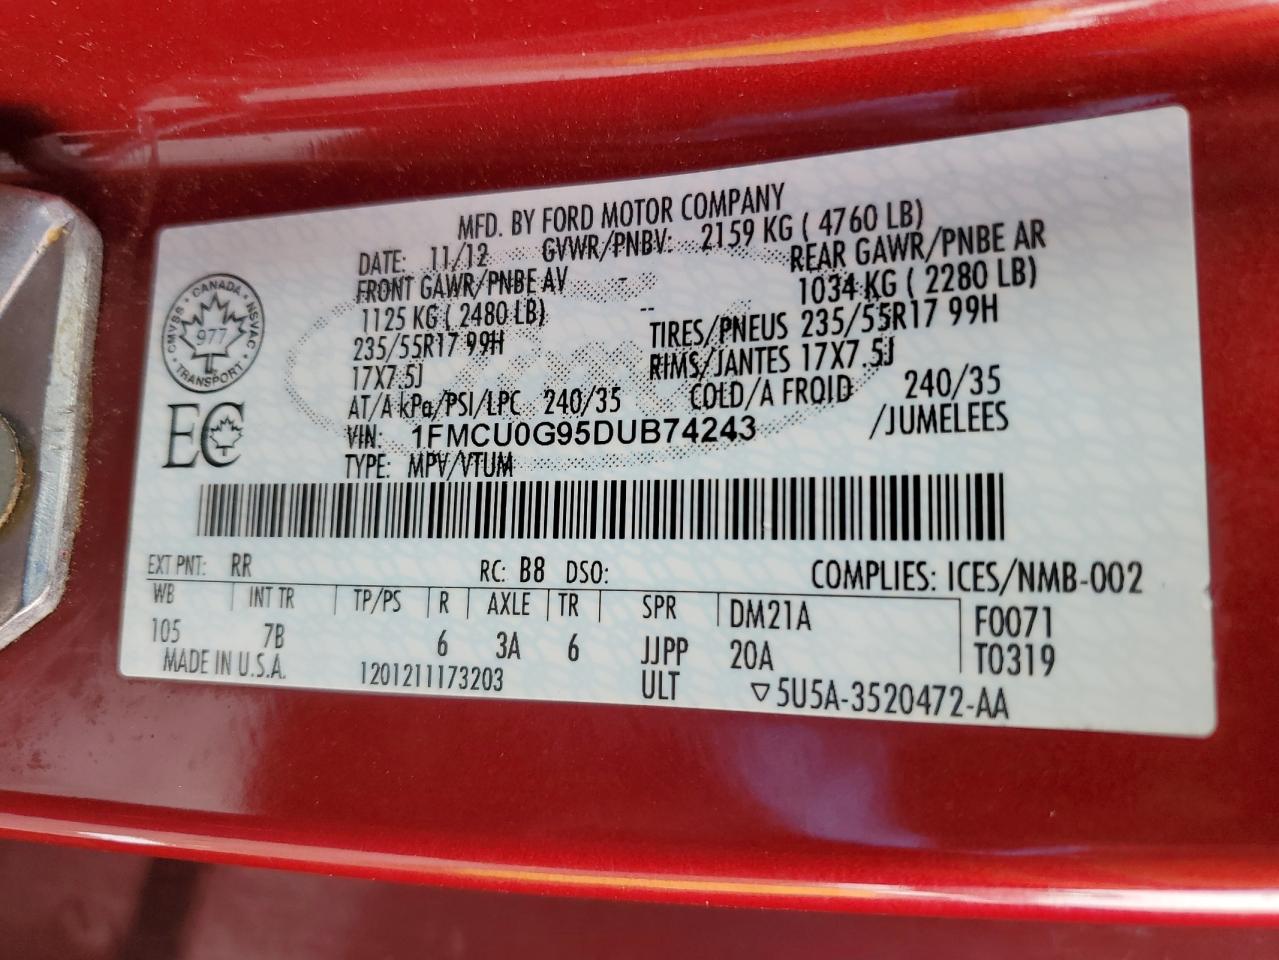 MFD. BY FORD MOTOR COMPANY
DATE: 11/12 GVWR/PNBV: 2159 KG ( 4760 LB)
FRONT GAWR/PNBE AV - REAR GAWR/PNBE AR
1125 KG ( 2480 LB) -- 1034 KG ( 2280 LB)
235/55R17 99H TIRES/PNEUS 235/55R17 99H
17X7.5J RIMS/JANTES 17X7.5J
AT/A kPa/PSI/LPC 240/35 COLD/A FROID 240/35
VIN: 1FMCU0G95DUB74243 /JUMELEES
TYPE: MPV/VTUM
CANADA
CMVSS NSVAC
977
TRANSPORT
EC
EXT PNT: RR RC: B8 DSO: COMPLIES: ICES/NMB-002
WB INT TR TP/PS R AXLE TR SPR DM21A F0071
105 7B 6 3A 6 JJPP 20A T0319
MADE IN U.S.A. 1201211173203 ULT ▽5U5A-3520472-AA